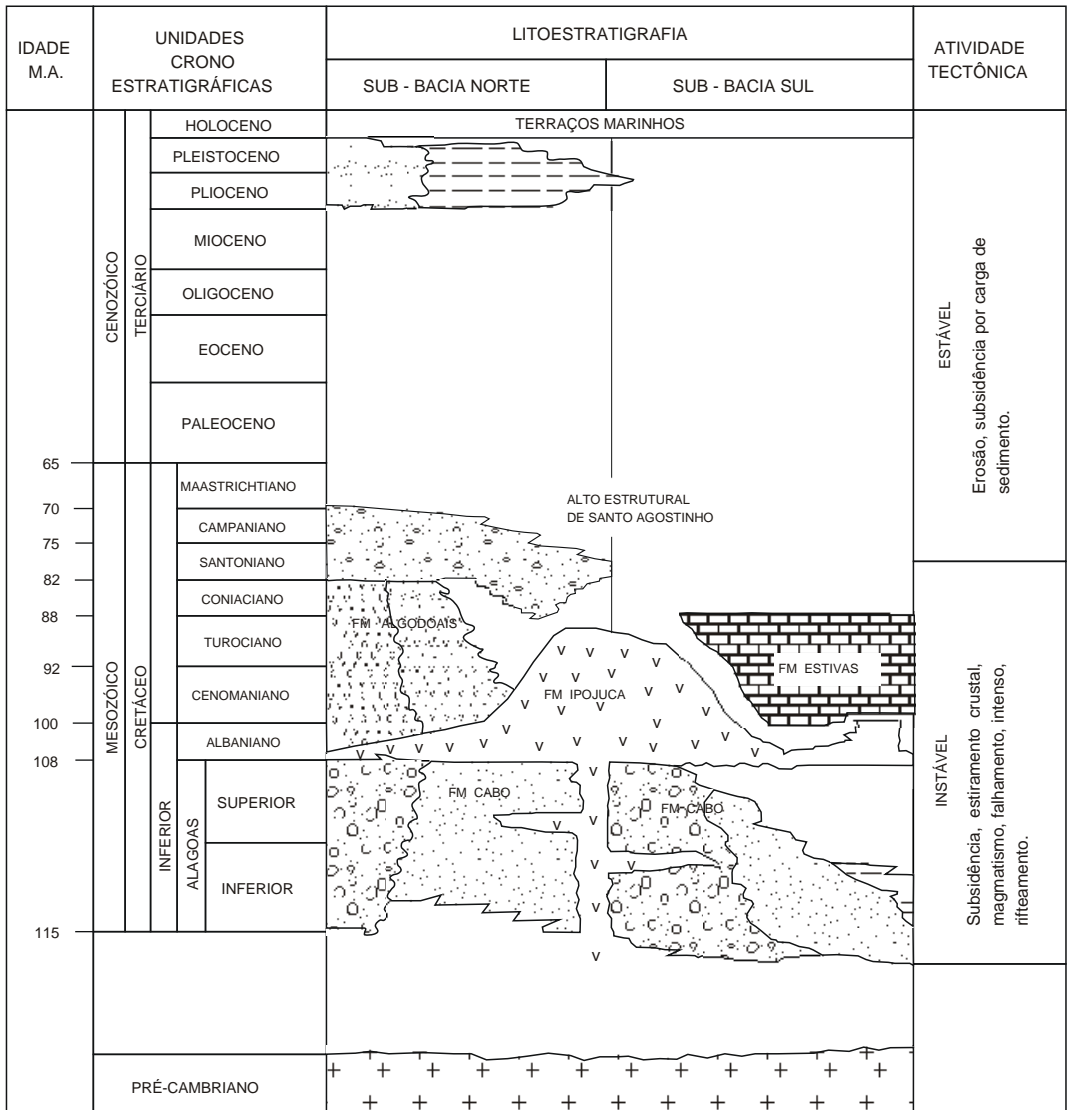 IDADE
M.A.
UNIDADES
CRONO
ESTRATIGRÁFICAS
LITOESTRATIGRAFIA
SUB - BACIA NORTE
SUB - BACIA SUL
ATIVIDADE
TECTÔNICA
HOLOCENO
TERRAÇOS MARINHOS
PLEISTOCENO
PLIOCENO
MIOCENO
OLIGOCENO
EOCENO
PALEOCENO
CENOZÓICO
TERCIÁRIO
ESTÁVEL
Erosão, subsidência por carga de
sedimento.
65
MAASTRICHTIANO
70
CAMPANIANO
75
SANTONIANO
82
CONIACIANO
88
TUROCIANO
92
CENOMANIANO
100
ALBANIANO
108
ALTO ESTRUTURAL
DE SANTO AGOSTINHO
FM ALGODOAIS
FM IPOJUCA
FM ESTIVAS
MESOZÓICO
CRETÁCEO
INFERIOR
ALAGOAS
SUPERIOR
INFERIOR
FM CABO
FM CABO
115
INSTÁVEL
Subsidência, estiramento crustal,
magmatismo, falhamento, intenso,
rifteamento.
PRÉ-CAMBRIANO